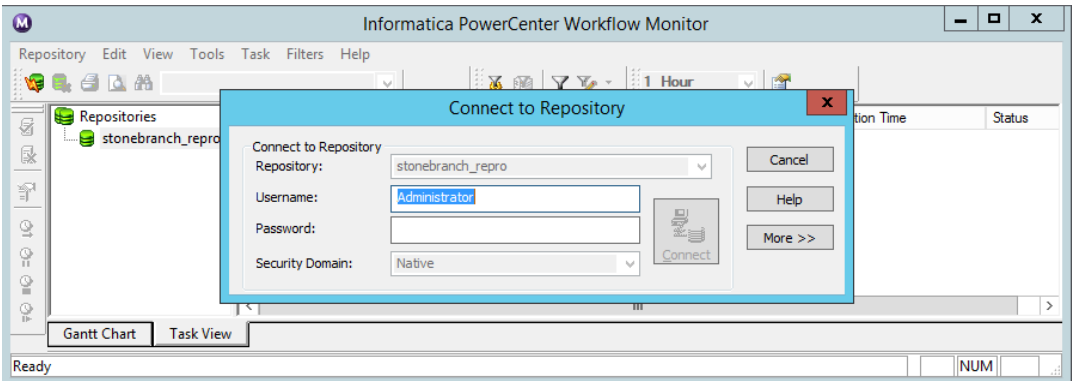 Informatica PowerCenter Workflow Monitor
Repository Edit View Tools Task Filters Help
1 Hour
Repositories
stonebranch_repro
Connect to Repository
Connect to Repository
Repository: stonebranch_repro
Username: Administrator
Password:
Security Domain: Native
Connect
Cancel
Help
More >>
tion Time Status
Gantt Chart Task View
Ready NUM